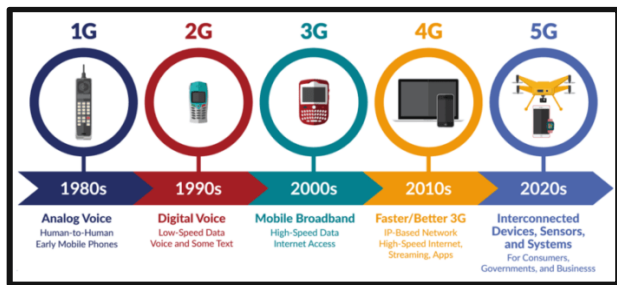 1G
2G
3G
4G
5G
1980s
1990s
2000s
2010s
2020s
Analog Voice
Human-to-Human
Early Mobile Phones
Digital Voice
Low-Speed Data
Voice and Some Text
Mobile Broadband
High-Speed Data
Internet Access
Faster/Better 3G
IP-Based Network
High-Speed Internet,
Streaming, Apps
Interconnected
Devices, Sensors,
and Systems
For Consumers,
Governments, and Businesss